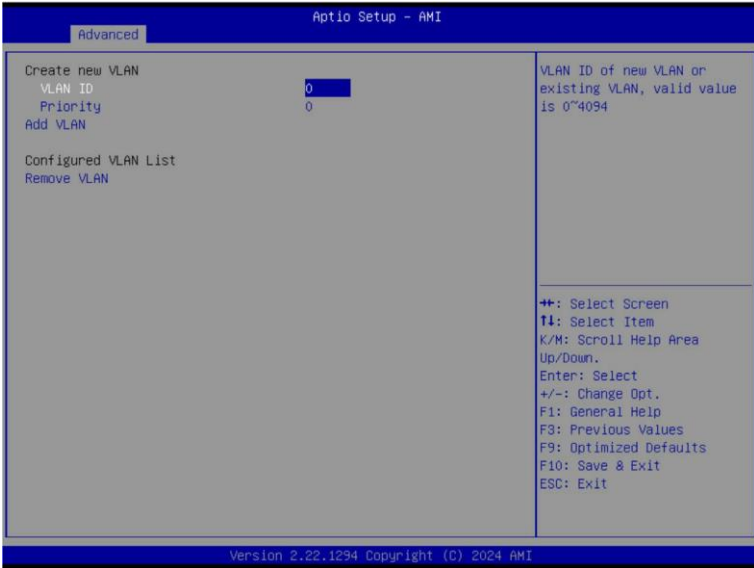 Aptio Setup - AMI
Advanced
Create new VLAN
VLAN ID 0
Priority 0
Add VLAN
Configured VLAN List
Remove VLAN
VLAN ID of new VLAN or
existing VLAN, valid value
is 0~4094
→←: Select Screen
↑↓: Select Item
K/M: Scroll Help Area
Up/Down.
Enter: Select
+/-: Change Opt.
F1: General Help
F3: Previous Values
F9: Optimized Defaults
F10: Save & Exit
ESC: Exit
Version 2.22.1294 Copyright (C) 2024 AMI